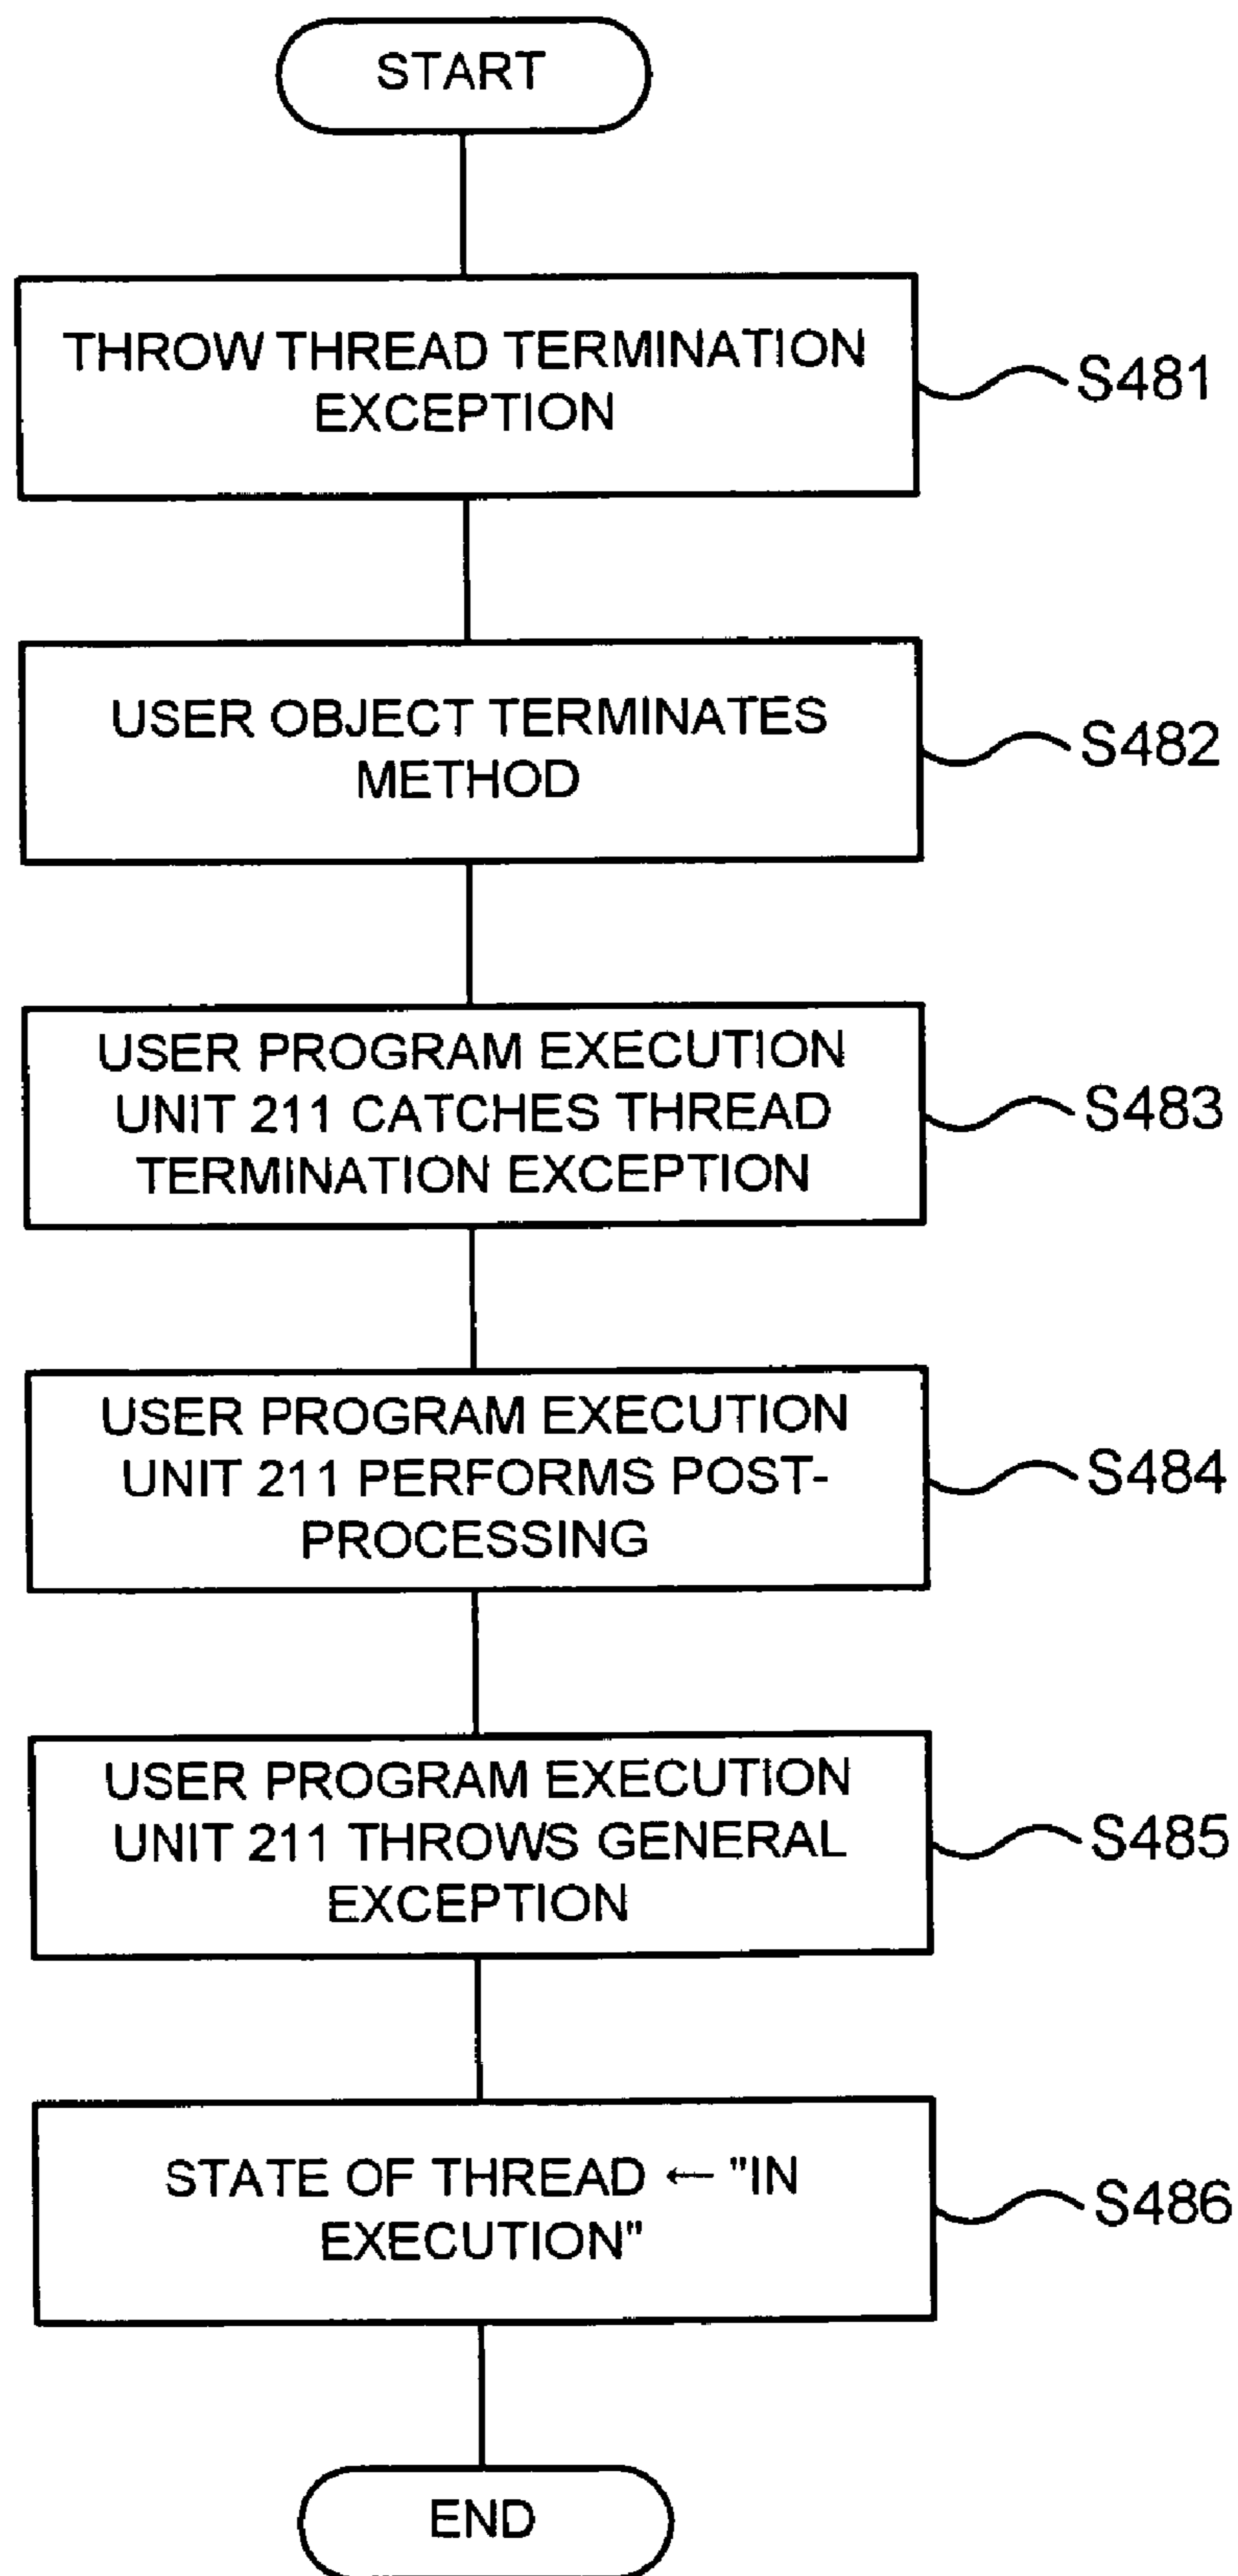 START
THROW THREAD TERMINATION
EXCEPTION
S481
USER OBJECT TERMINATES
METHOD
S482
USER PROGRAM EXECUTION
UNIT 211 CATCHES THREAD
TERMINATION EXCEPTION
S483
USER PROGRAM EXECUTION
UNIT 211 PERFORMS POST-
PROCESSING
S484
USER PROGRAM EXECUTION
UNIT 211 THROWS GENERAL
EXCEPTION
S485
STATE OF THREAD ← "IN
EXECUTION"
S486
END